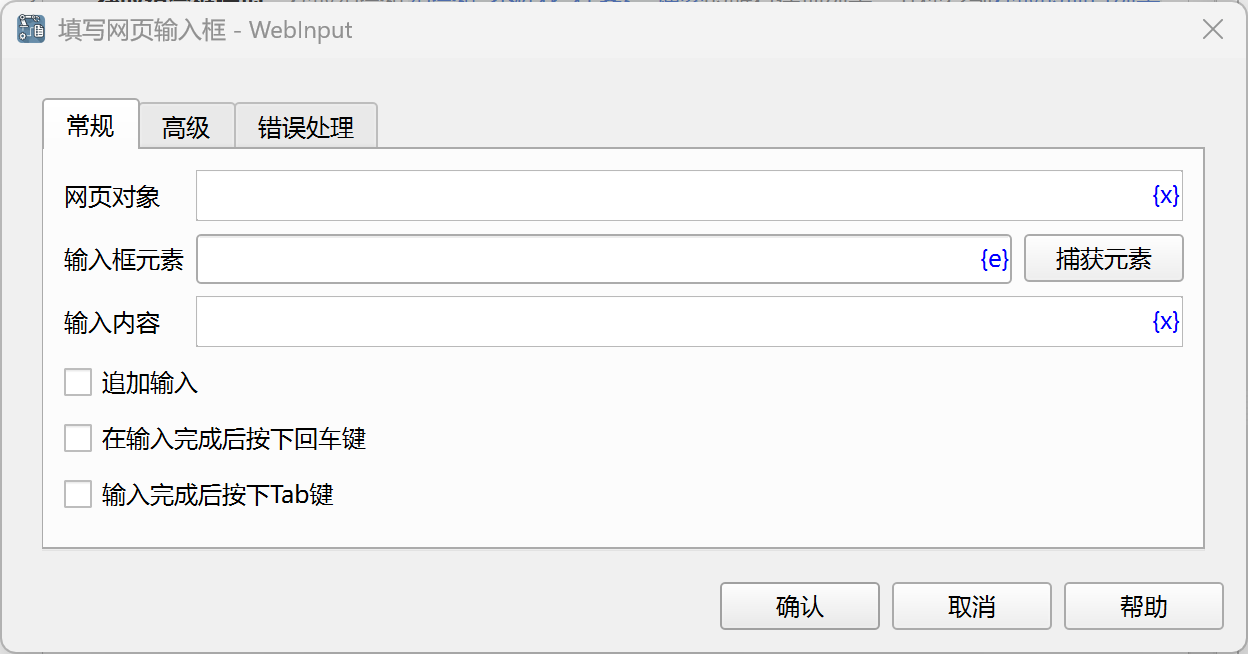 填写网页输入框 - WebInput
常规 高级 错误处理
网页对象 {x}
输入框元素 {e} 捕获元素
输入内容 {x}
追加输入
在输入完成后按下回车键
输入完成后按下Tab键
确认 取消 帮助